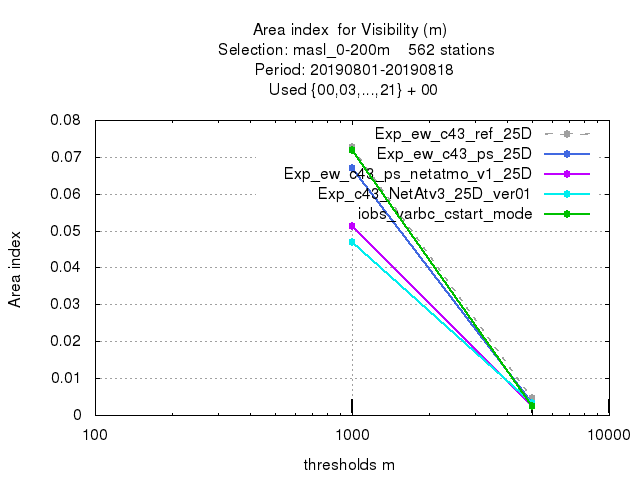 Area index  for Visibility (m)
Selection: masl_0-200m    562 stations
Period: 20190801-20190818
Used {00,03,...,21} + 00
Exp_ew_c43_ref_25D
Exp_ew_c43_ps_25D
Exp_ew_c43_ps_netatmo_v1_25D
Exp_c43_NetAtv3_25D_ver01
iobs_varbc_cstart_mode
0.08
0.07
0.06
0.05
0.04
0.03
0.02
0.01
0
Area index
100 1000 10000
thresholds m